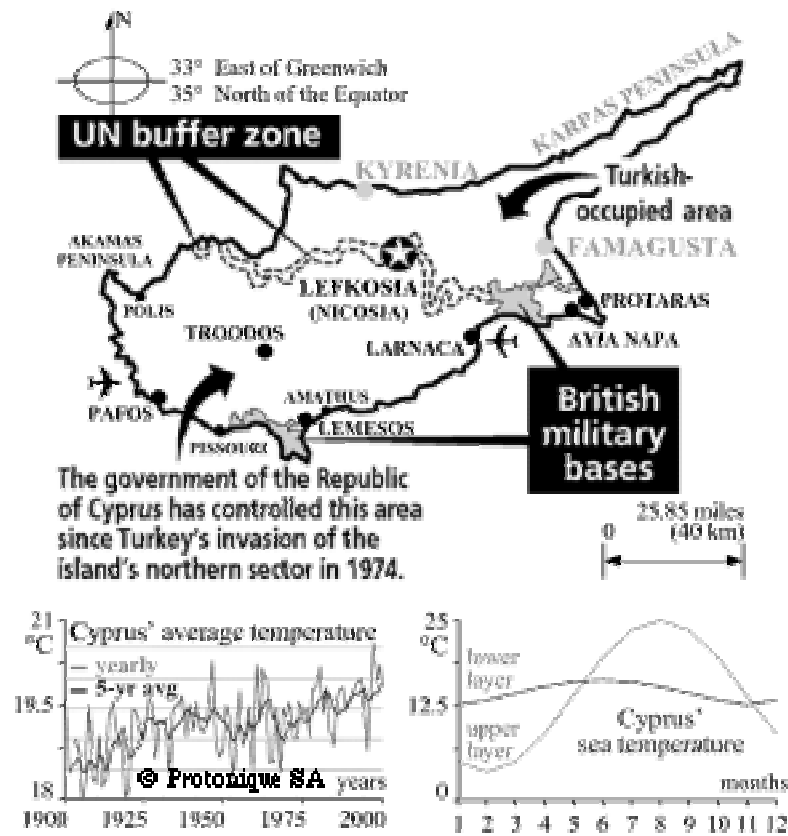 N
33° East of Greenwich
35° North of the Equator
UN buffer zone
KARPAS PENINSULA
KYRENIA
Turkish-
occupied area
AKAMAS
PENINSULA
FAMAGUSTA
LEFKOSIA
(NICOSIA)
POLIS
PROTARAS
TROODOS
LARNACA
AYIA NAPA
PAFOS
AMATHUS
LEMESOS
PISSOURI
British
military
bases
The government of the Republic
of Cyprus has controlled this area
since Turkey's invasion of the
island's northern sector in 1974.
25.85 miles
0 (40 km)
21
°C
Cyprus' average temperature
yearly
5-yr avg
19.5
18
© Protonique SA years
1900 1925 1950 1975 2000
25
°C
lower
layer
12.5
upper
layer
Cyprus'
sea temperature
months
0
1 2 3 4 5 6 7 8 9 10 11 12